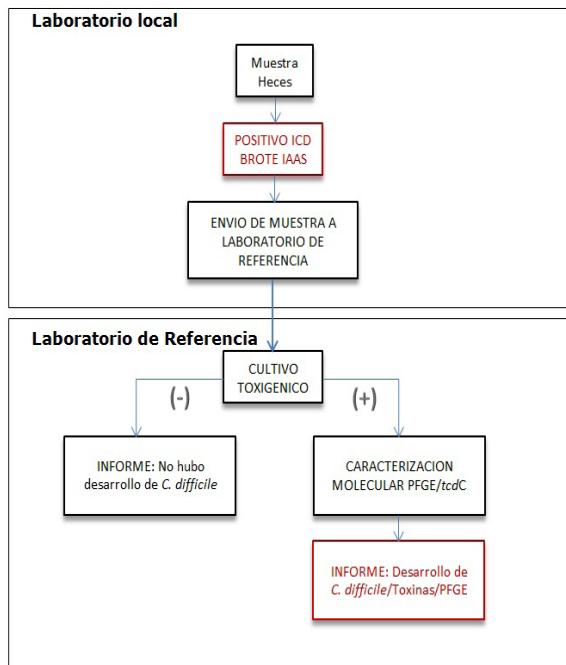 Laboratorio local
Muestra
Heces
POSITIVO ICD
BROTE IAAS
ENVIO DE MUESTRA A
LABORATORIO DE
REFERENCIA
Laboratorio de Referencia
CULTIVO
TOXIGENICO
(-)
(+)
INFORME: No hubo
desarrollo de C. difficile
CARACTERIZACION
MOLECULAR PFGE/tcdC
INFORME: Desarrollo de
C. difficile/Toxinas/PFGE